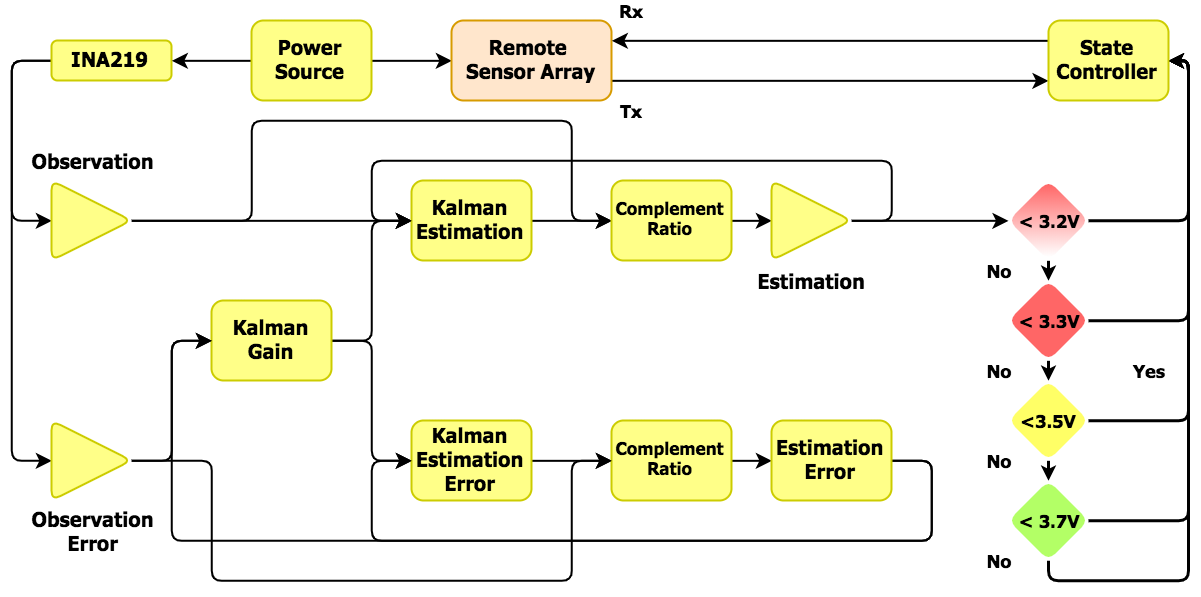 Rx
INA219
Power
Source
Remote
Sensor Array
State
Controller
Tx
Observation
Kalman
Estimation
Complement
Ratio
< 3.2V
Estimation
No
Kalman
Gain
< 3.3V
No
Yes
Kalman
Estimation
Error
Complement
Ratio
Estimation
Error
<3.5V
No
Observation
Error
< 3.7V
No